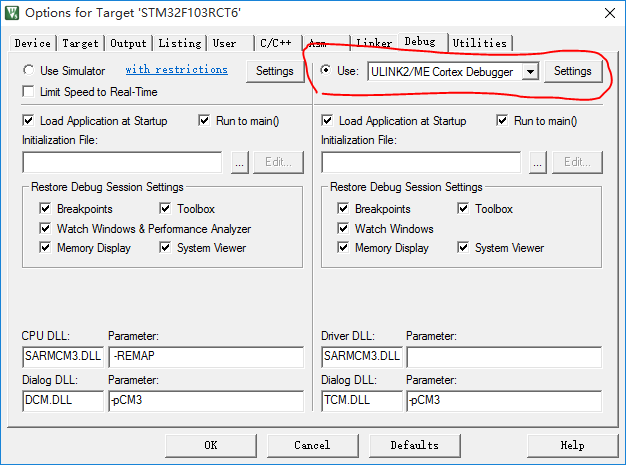 Options for Target 'STM32F103RCT6'
Device Target Output Listing User C/C++ Asm Linker Debug Utilities
Use Simulator with restrictions Settings
Limit Speed to Real-Time
Use: ULINK2/ME Cortex Debugger Settings
Load Application at Startup Run to main()
Initialization File:
... Edit...
Restore Debug Session Settings
Breakpoints Toolbox
Watch Windows & Performance Analyzer
Memory Display System Viewer
Load Application at Startup Run to main()
Initialization File:
... Edit...
Restore Debug Session Settings
Breakpoints Toolbox
Watch Windows
Memory Display System Viewer
CPU DLL: Parameter:
SARMCM3.DLL -REMAP
Dialog DLL: Parameter:
DCM.DLL -pCM3
Driver DLL: Parameter:
SARMCM3.DLL
Dialog DLL: Parameter:
TCM.DLL -pCM3
OK Cancel Defaults Help